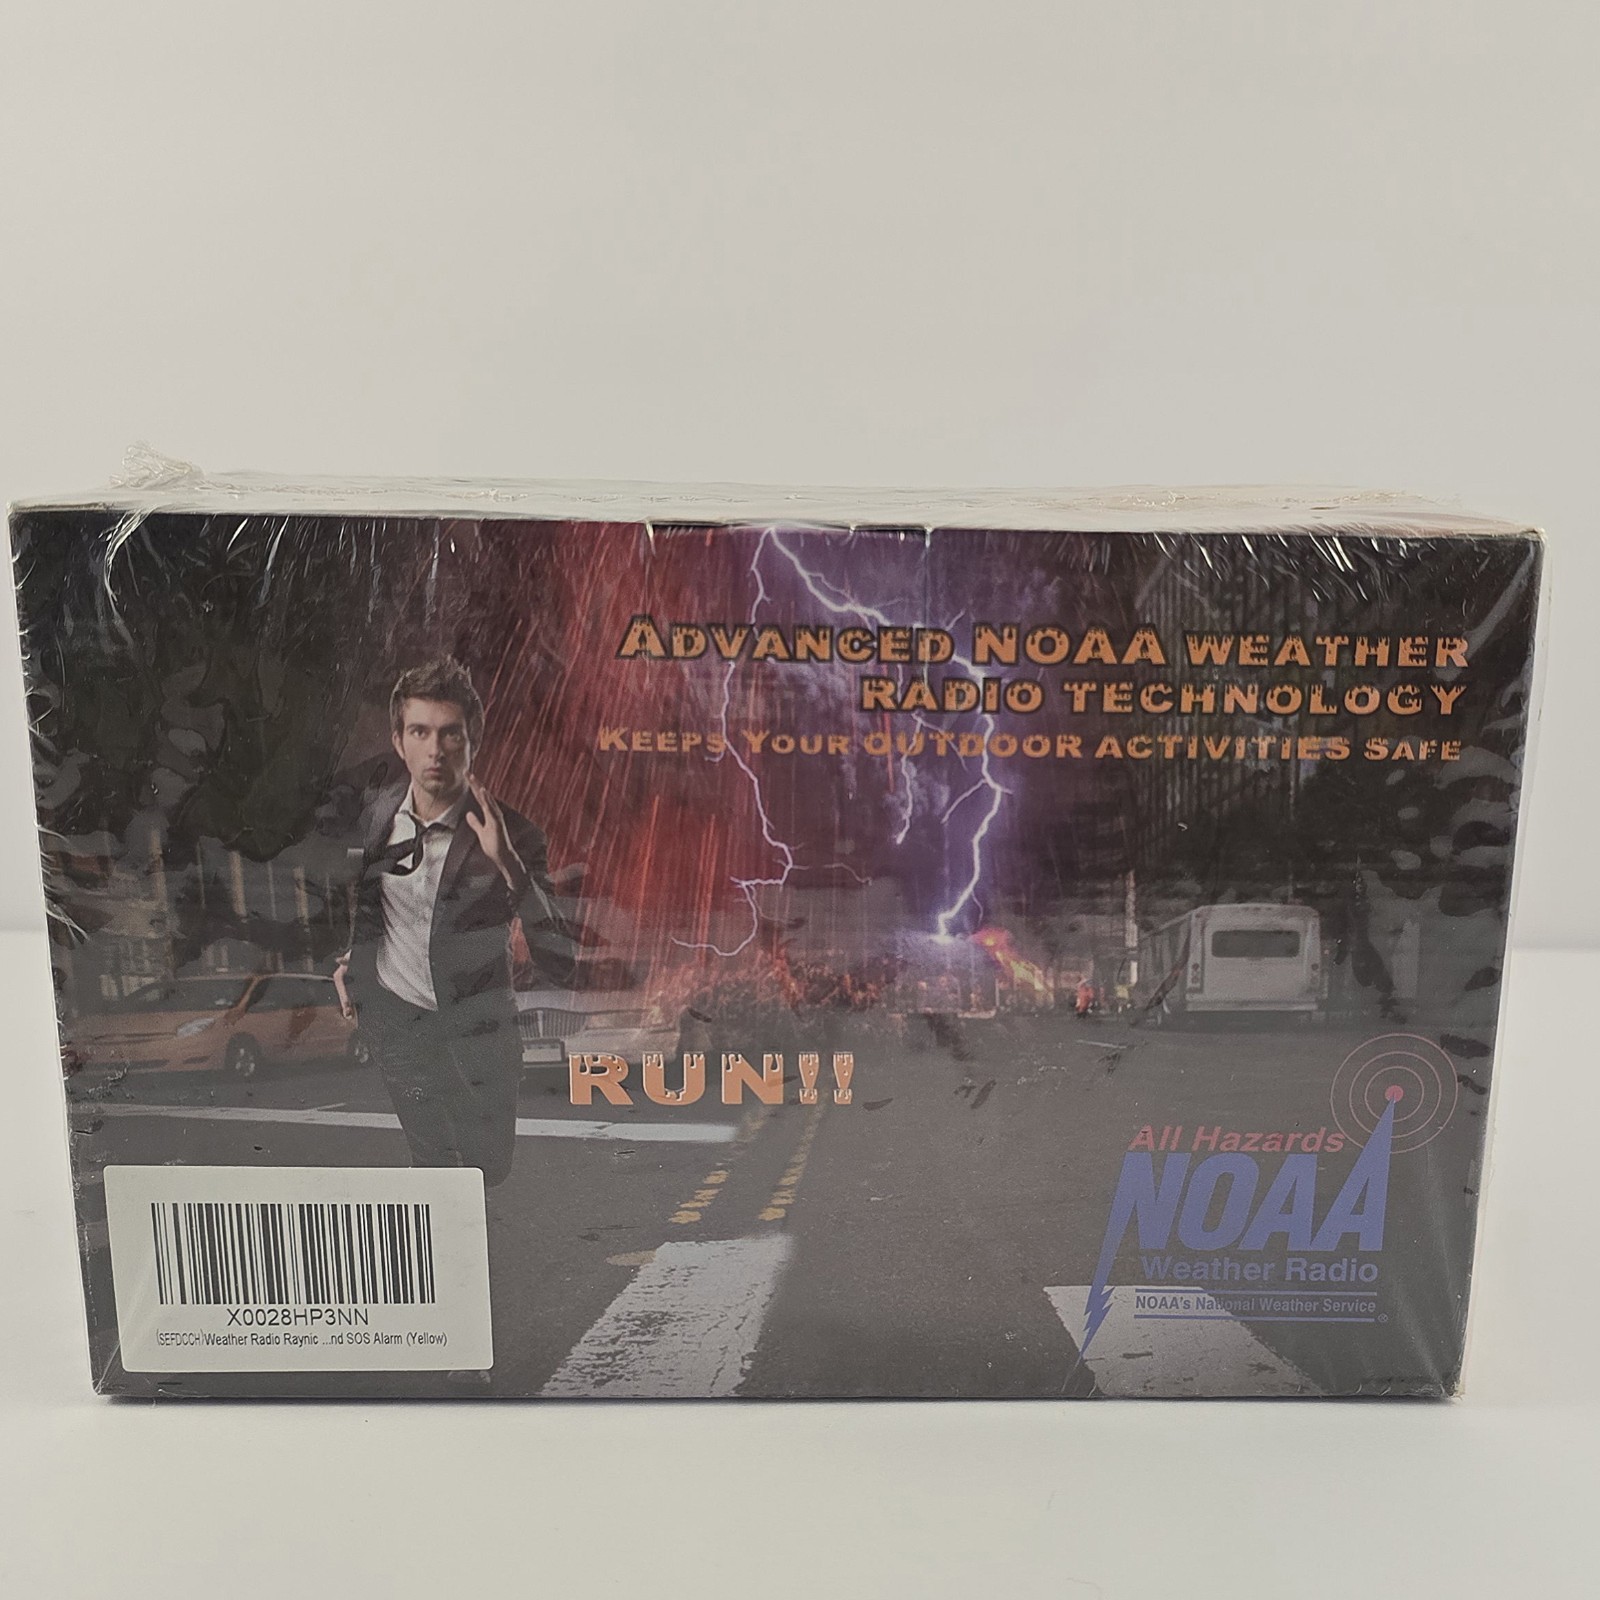 ADVANCED NOAA WEATHER
RADIO TECHNOLOGY
KEEPS YOUR OUTDOOR ACTIVITIES SAFE
RUN!!
All Hazards
NOAA
Weather Radio
NOAA's National Weather Service
®
X0028HP3NN
(SEFDCCH)Weather Radio Raynic ...nd SOS Alarm (Yellow)